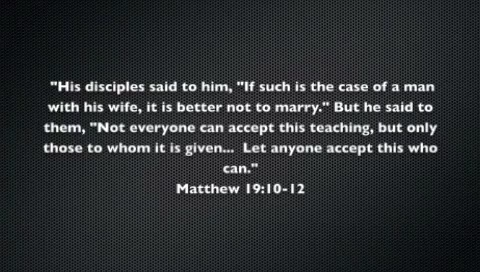 "His disciples said to him, "If such is the case of a man
with his wife, it is better not to marry." But he said to
them, "Not everyone can accept this teaching, but only
those to whom it is given...  Let anyone accept this who
can."
Matthew 19:10-12